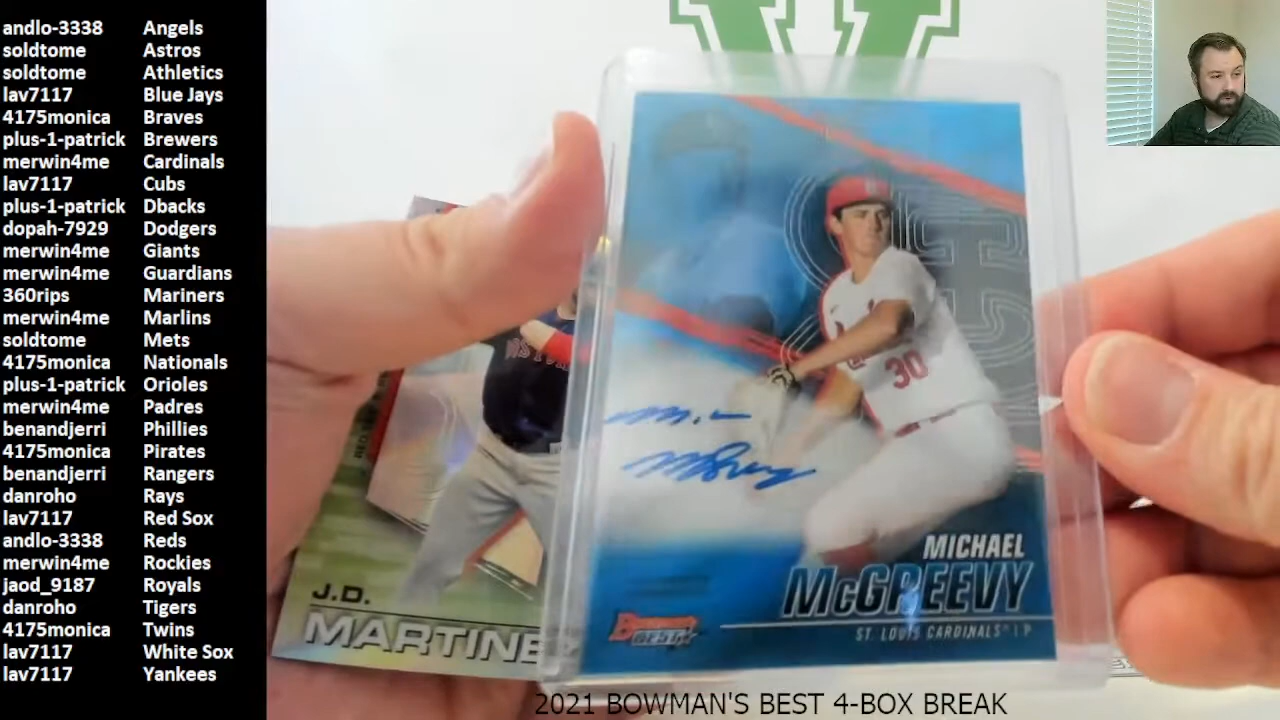 andlo-3338 Angels
soldtome Astros
soldtome Athletics
lav7117 Blue Jays
4175monica Braves
plus-1-patrick Brewers
merwin4me Cardinals
lav7117 Cubs
plus-1-patrick Dbacks
dopah-7929 Dodgers
merwin4me Giants
merwin4me Guardians
360rips Mariners
merwin4me Marlins
soldtome Mets
4175monica Nationals
plus-1-patrick Orioles
merwin4me Padres
benandjerri Phillies
4175monica Pirates
benandjerri Rangers
danroho Rays
lav7117 Red Sox
andlo-3338 Reds
merwin4me Rockies
jaod_9187 Royals
danroho Tigers
4175monica Twins
lav7117 White Sox
lav7117 Yankees
30
MICHAEL
McGREEVY
ST. LOUIS CARDINALS | P
BOWMAN'S
BEST
J.D.
MARTINE
2021 BOWMAN'S BEST 4-BOX BREAK